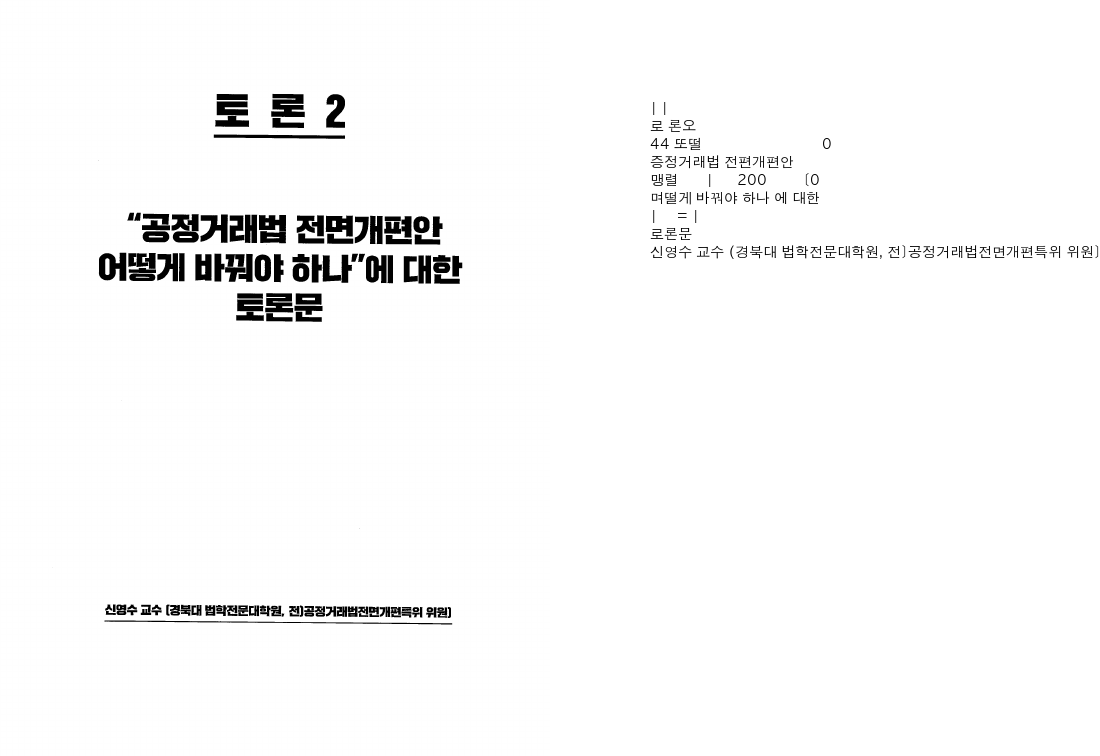 토 론 2
“공정거래법 전면개편안
어떻게 바꿔야 하나”에 대한
토론문
신영수 교수 (경북대 법학전문대학원, 전)공정거래법전면개편특위 위원)
| |
로 론오
44 또떨 0
증정거래법 전편개편안
맹렬 | 200 〔0
며떨게 바꿔야 하나 에 대한
| = |
로론문
신영수 교수 (경북대 법학전문대학원, 전〕공정거래법전면개편특위 위원〕